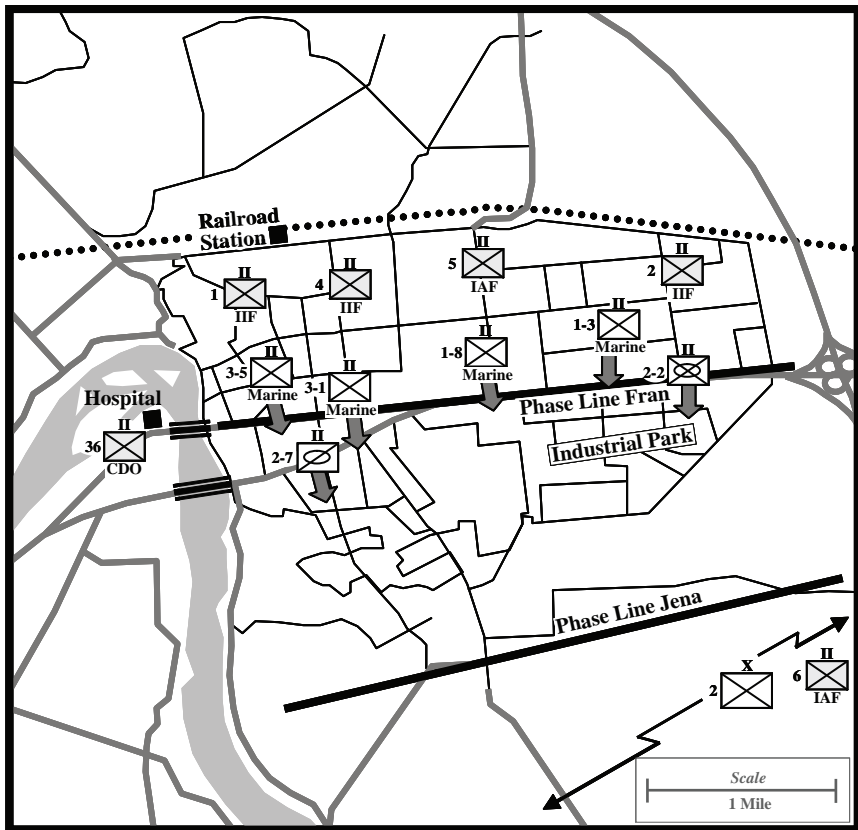 Railroad
Station
II
1
IIF
II
4
IIF
II
5
IAF
II
2
IIF
II
1-3
Marine
II
1-8
Marine
II
3-5
Marine
II
3-1
Marine
II
2-2
Phase Line Fran
Industrial Park
Hospital
II
36
CDO
II
2-7
Phase Line Jena
X
2
II
6
IAF
Scale
1 Mile